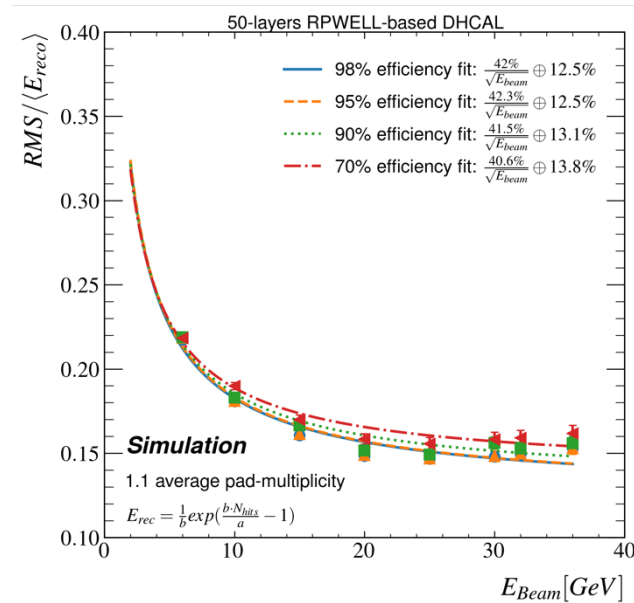 50-layers RPWELL-based DHCAL
RMS/⟨E_reco⟩
0.40
0.35
0.30
0.25
0.20
0.15
0.10
98% efficiency fit: 42%/√E_beam ⊕ 12.5%
95% efficiency fit: 42.3%/√E_beam ⊕ 12.5%
90% efficiency fit: 41.5%/√E_beam ⊕ 13.1%
70% efficiency fit: 40.6%/√E_beam ⊕ 13.8%
Simulation
1.1 average pad-multiplicity
E_rec = 1/b exp(b·N_hits/a − 1)
0
10
20
30
40
E_Beam[GeV]